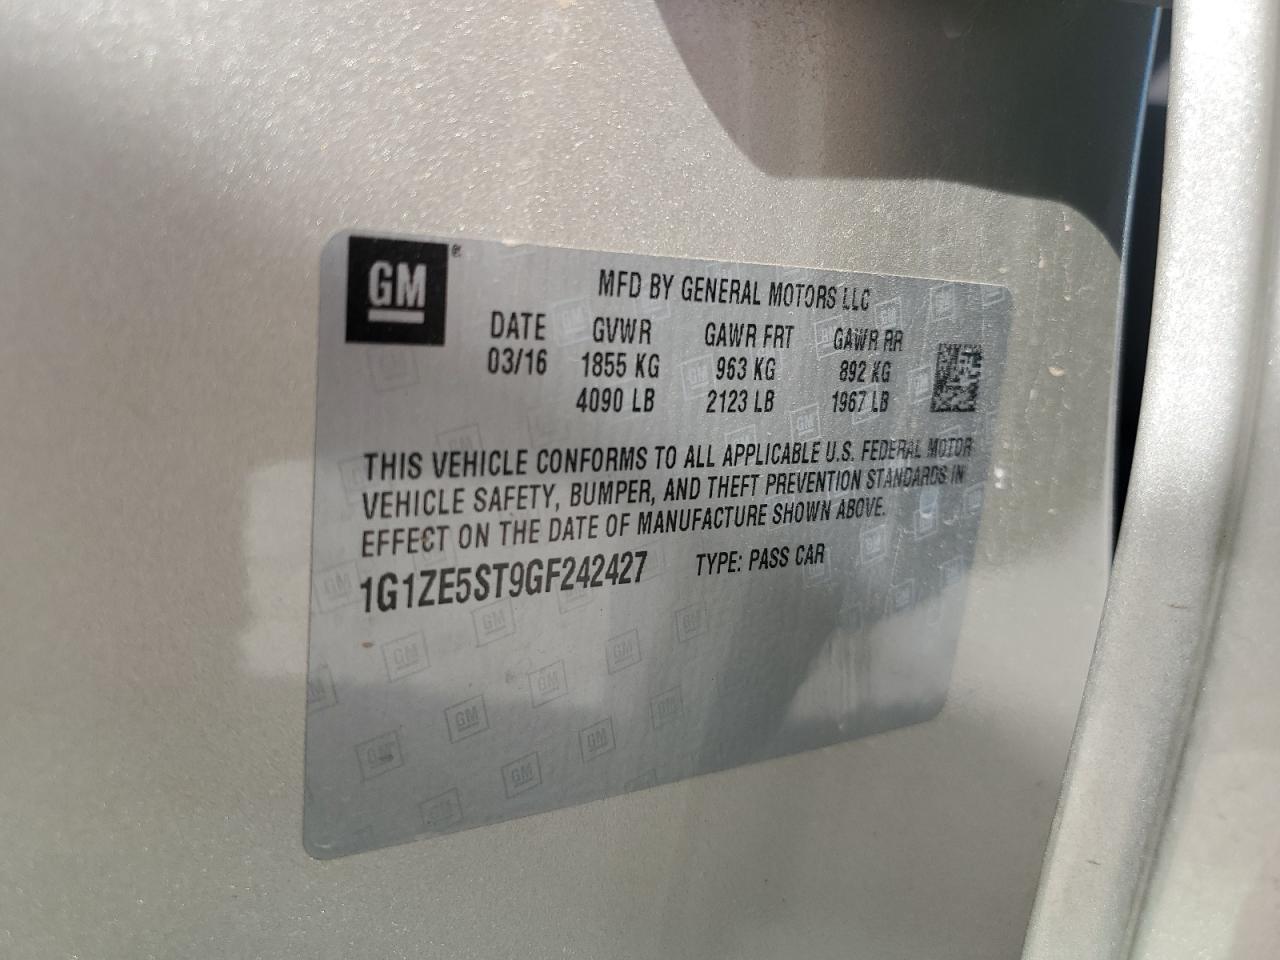 GM®
MFD BY GENERAL MOTORS LLC
DATE GVWR GAWR FRT GAWR RR
03/16 1855 KG 963 KG 892 KG
4090 LB 2123 LB 1967 LB
THIS VEHICLE CONFORMS TO ALL APPLICABLE U.S. FEDERAL MOTOR
VEHICLE SAFETY, BUMPER, AND THEFT PREVENTION STANDARDS IN
EFFECT ON THE DATE OF MANUFACTURE SHOWN ABOVE.
1G1ZE5ST9GF242427 TYPE: PASS CAR